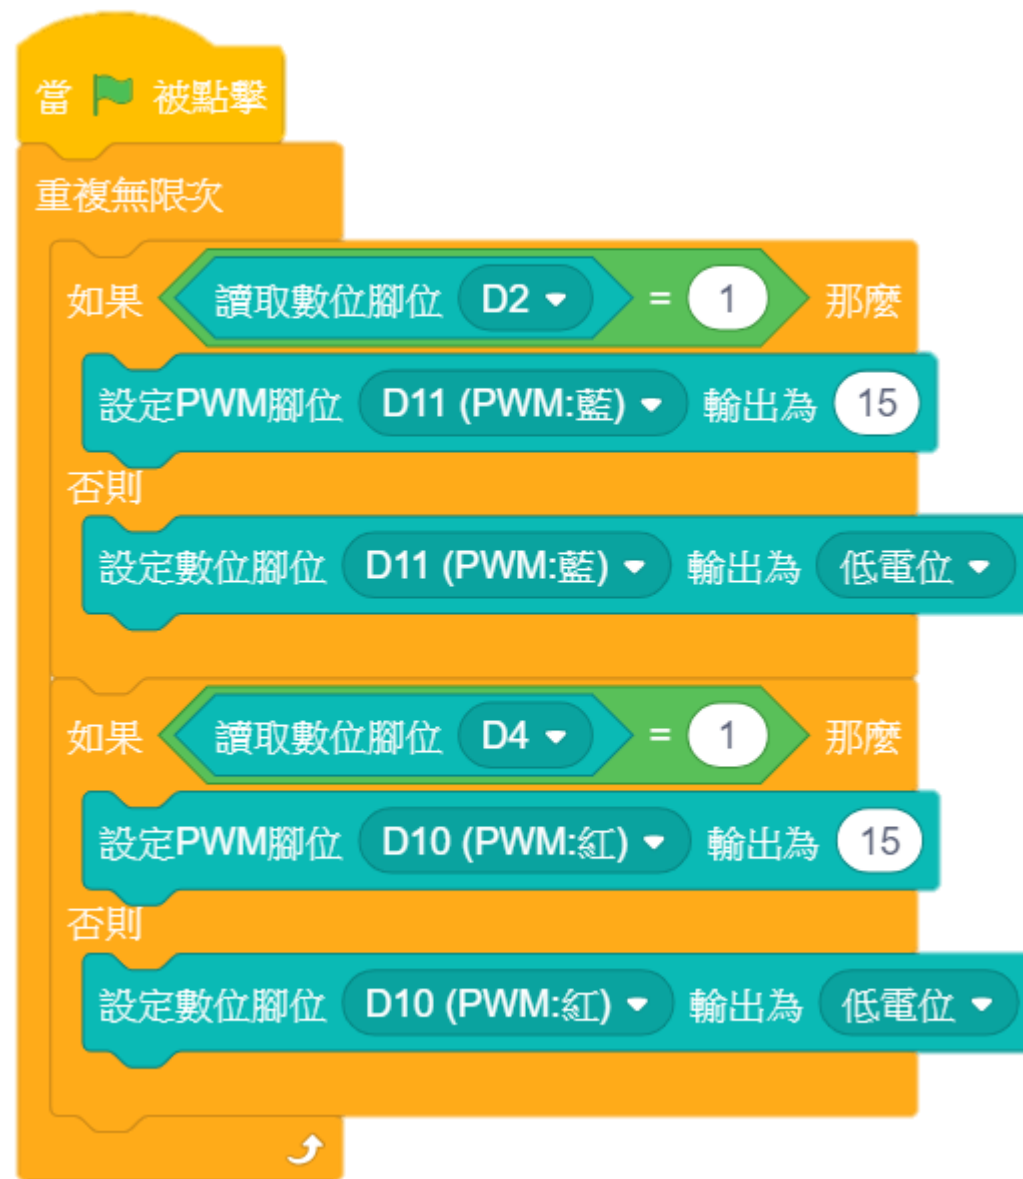 當 被點擊
重複無限次
如果 讀取數位腳位 D2 = 1 那麼
設定PWM腳位 D11 (PWM:藍) 輸出為 15
否則
設定數位腳位 D11 (PWM:藍) 輸出為 低電位
如果 讀取數位腳位 D4 = 1 那麼
設定PWM腳位 D10 (PWM:紅) 輸出為 15
否則
設定數位腳位 D10 (PWM:紅) 輸出為 低電位